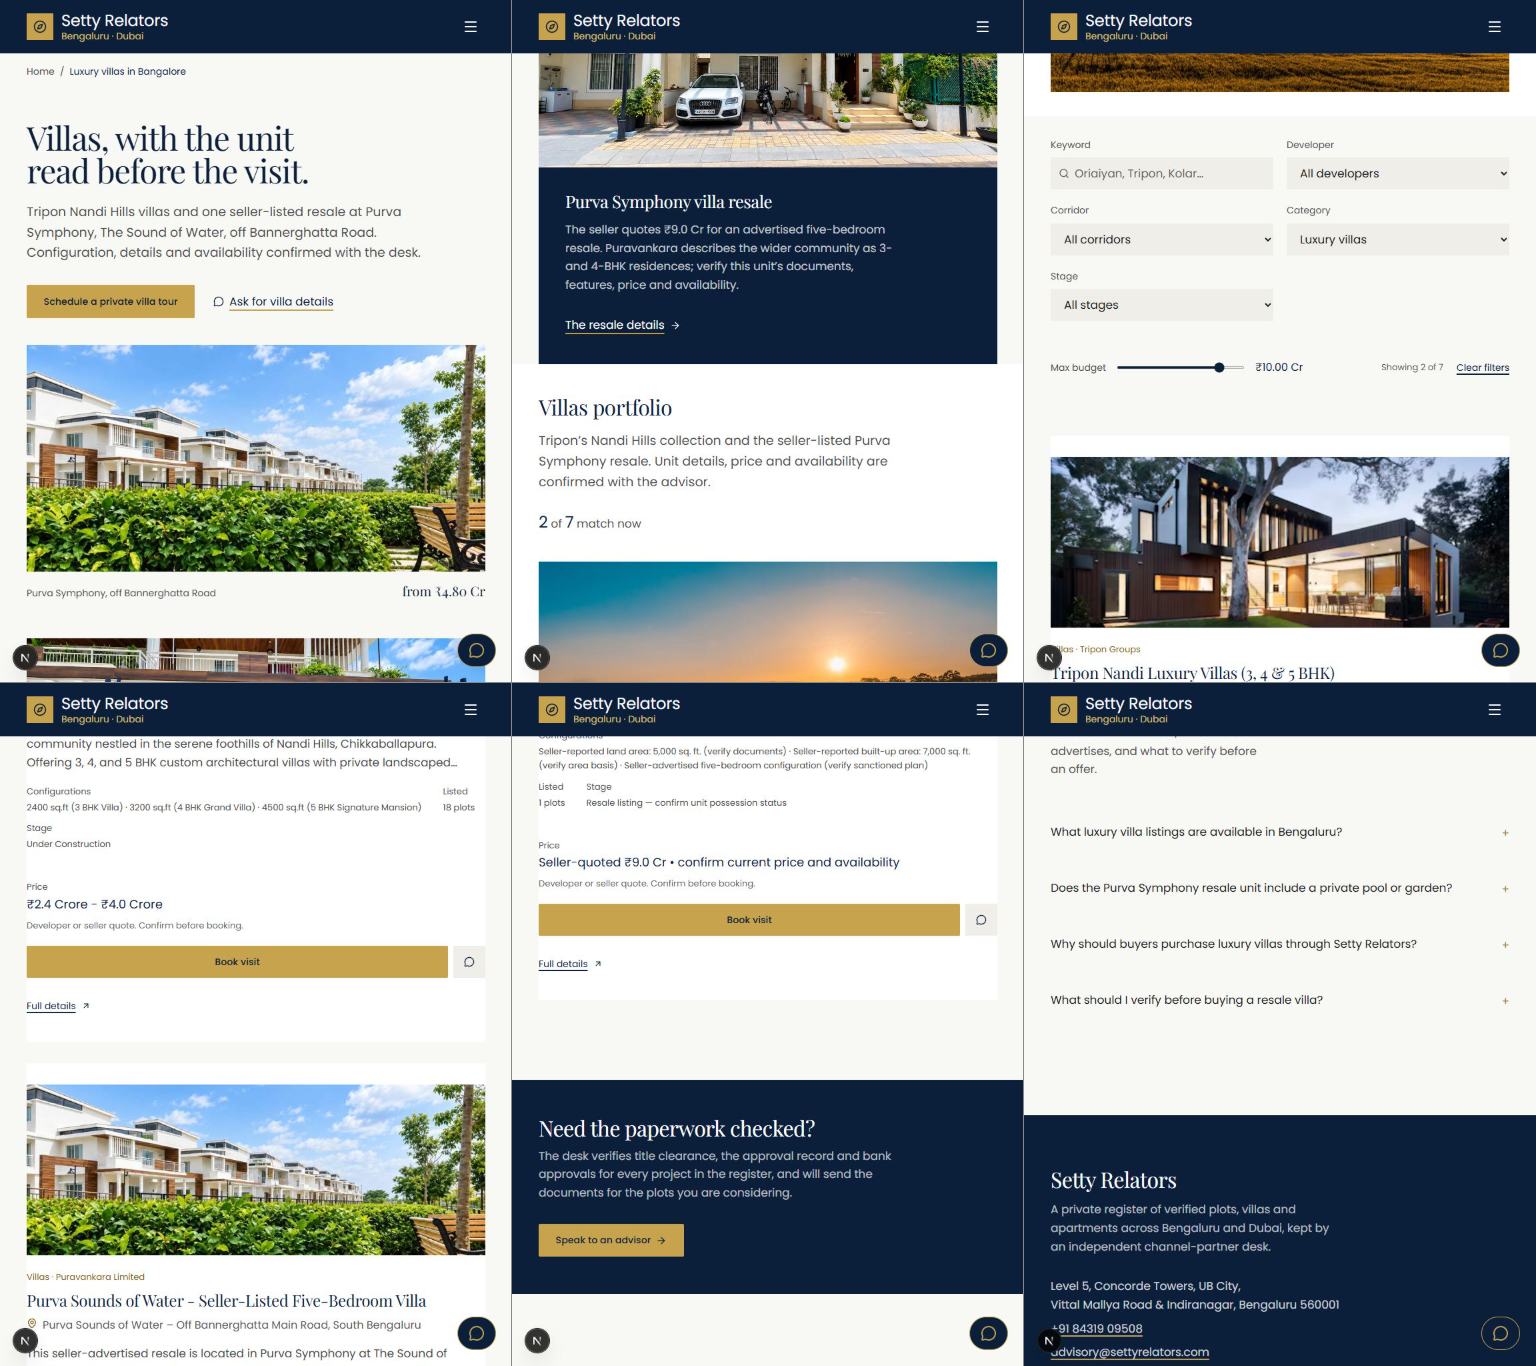 Setty Relators
Bengaluru · Dubai
Home / Luxury villas in Bangalore
Villas, with the unit
read before the visit.
Tripon Nandi Hills villas and one seller-listed resale at Purva
Symphony, The Sound of Water, off Bannerghatta Road.
Configuration, details and availability confirmed with the desk.
Schedule a private villa tour
Ask for villa details
Purva Symphony, off Bannerghatta Road
from ₹4.80 Cr
N
Setty Relators
Bengaluru · Dubai
Purva Symphony villa resale
The seller quotes ₹9.0 Cr for an advertised five-bedroom
resale. Puravankara describes the wider community as 3-
and 4-BHK residences; verify this unit's documents,
features, price and availability.
The resale details →
Villas portfolio
Tripon's Nandi Hills collection and the seller-listed Purva
Symphony resale. Unit details, price and availability are
confirmed with the advisor.
2 of 7 match now
N
Setty Relators
Bengaluru · Dubai
Keyword
Developer
Oriaiyan, Tripon, Kolar...
All developers
Corridor
Category
All corridors
Luxury villas
Stage
All stages
Max budget
₹10.00 Cr
Showing 2 of 7
Clear filters
Villas · Tripon Groups
N
Tripon Nandi Luxury Villas (3, 4 & 5 BHK)
Setty Relators
Bengaluru · Dubai
community nestled in the serene foothills of Nandi Hills, Chikkaballapura.
Offering 3, 4, and 5 BHK custom architectural villas with private landscaped...
Configurations
Listed
2400 sq.ft (3 BHK Villa) · 3200 sq.ft (4 BHK Grand Villa) · 4500 sq.ft (5 BHK Signature Mansion)
18 plots
Stage
Under Construction
Price
₹2.4 Crore - ₹4.0 Crore
Developer or seller quote. Confirm before booking.
Book visit
Full details ↗
Villas · Puravankara Limited
Purva Sounds of Water - Seller-Listed Five-Bedroom Villa
Purva Sounds of Water – Off Bannerghatta Main Road, South Bengaluru
N
This seller-advertised resale is located in Purva Symphony at The Sound of
Setty Relators
Bengaluru · Dubai
Configurations
Seller-reported land area: 5,000 sq. ft. (verify documents) · Seller-reported built-up area: 7,000 sq. ft.
(verify area basis) · Seller-advertised five-bedroom configuration (verify sanctioned plan)
Listed
Stage
1 plots
Resale listing — confirm unit possession status
Price
Seller-quoted ₹9.0 Cr • confirm current price and availability
Developer or seller quote. Confirm before booking.
Book visit
Full details ↗
Need the paperwork checked?
The desk verifies title clearance, the approval record and bank
approvals for every project in the register, and will send the
documents for the plots you are considering.
Speak to an advisor →
N
Setty Relators
Bengaluru · Dubai
advertises, and what to verify before
an offer.
What luxury villa listings are available in Bengaluru? +
Does the Purva Symphony resale unit include a private pool or garden? +
Why should buyers purchase luxury villas through Setty Relators? +
What should I verify before buying a resale villa? +
Setty Relators
A private register of verified plots, villas and
apartments across Bengaluru and Dubai, kept by
an independent channel-partner desk.
Level 5, Concorde Towers, UB City,
Vittal Mallya Road & Indiranagar, Bengaluru 560001
+91 84319 09508
N
advisory@settyrelators.com